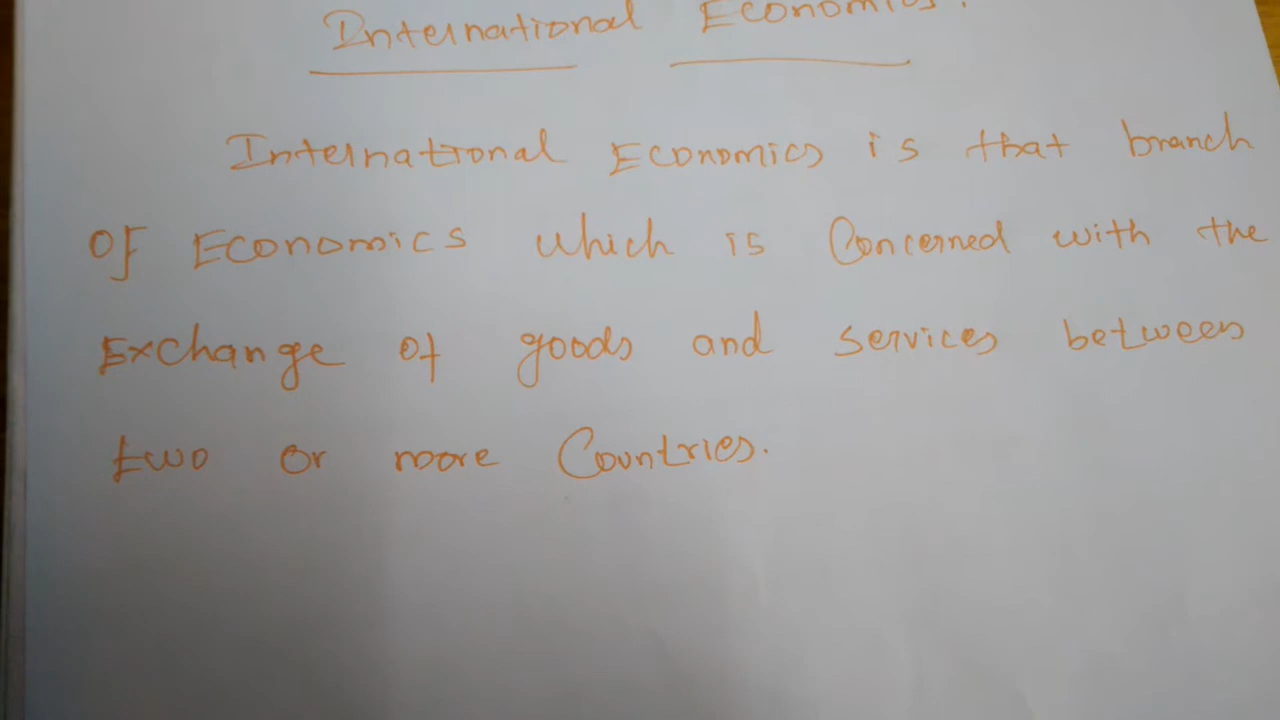 International Economics.
International Economics is that branch
Of Economics which is Concerned with the
Exchange of goods and services between
two or more Countries.